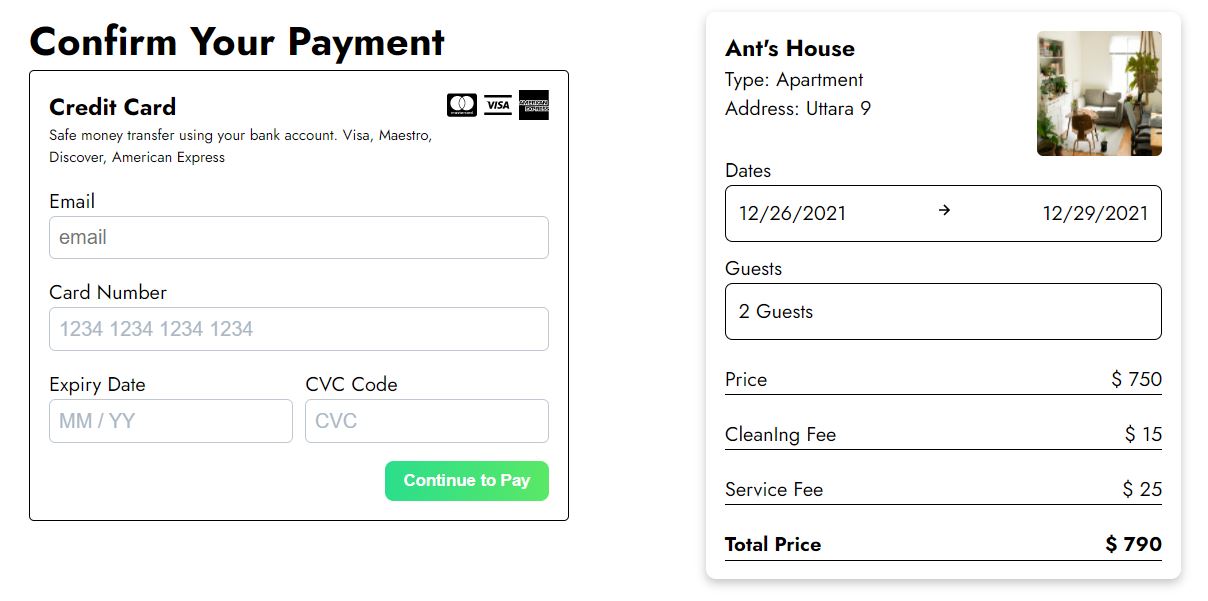 Confirm Your Payment
Credit Card
mastercard
VISA
AMERICAN
EXPRESS
Safe money transfer using your bank account. Visa, Maestro,
Discover, American Express
Email
email
Card Number
1234 1234 1234 1234
Expiry Date CVC Code
MM / YY CVC
Continue to Pay
Ant's House
Type: Apartment
Address: Uttara 9
Dates
12/26/2021 → 12/29/2021
Guests
2 Guests
Price $ 750
CleanIng Fee $ 15
Service Fee $ 25
Total Price $ 790